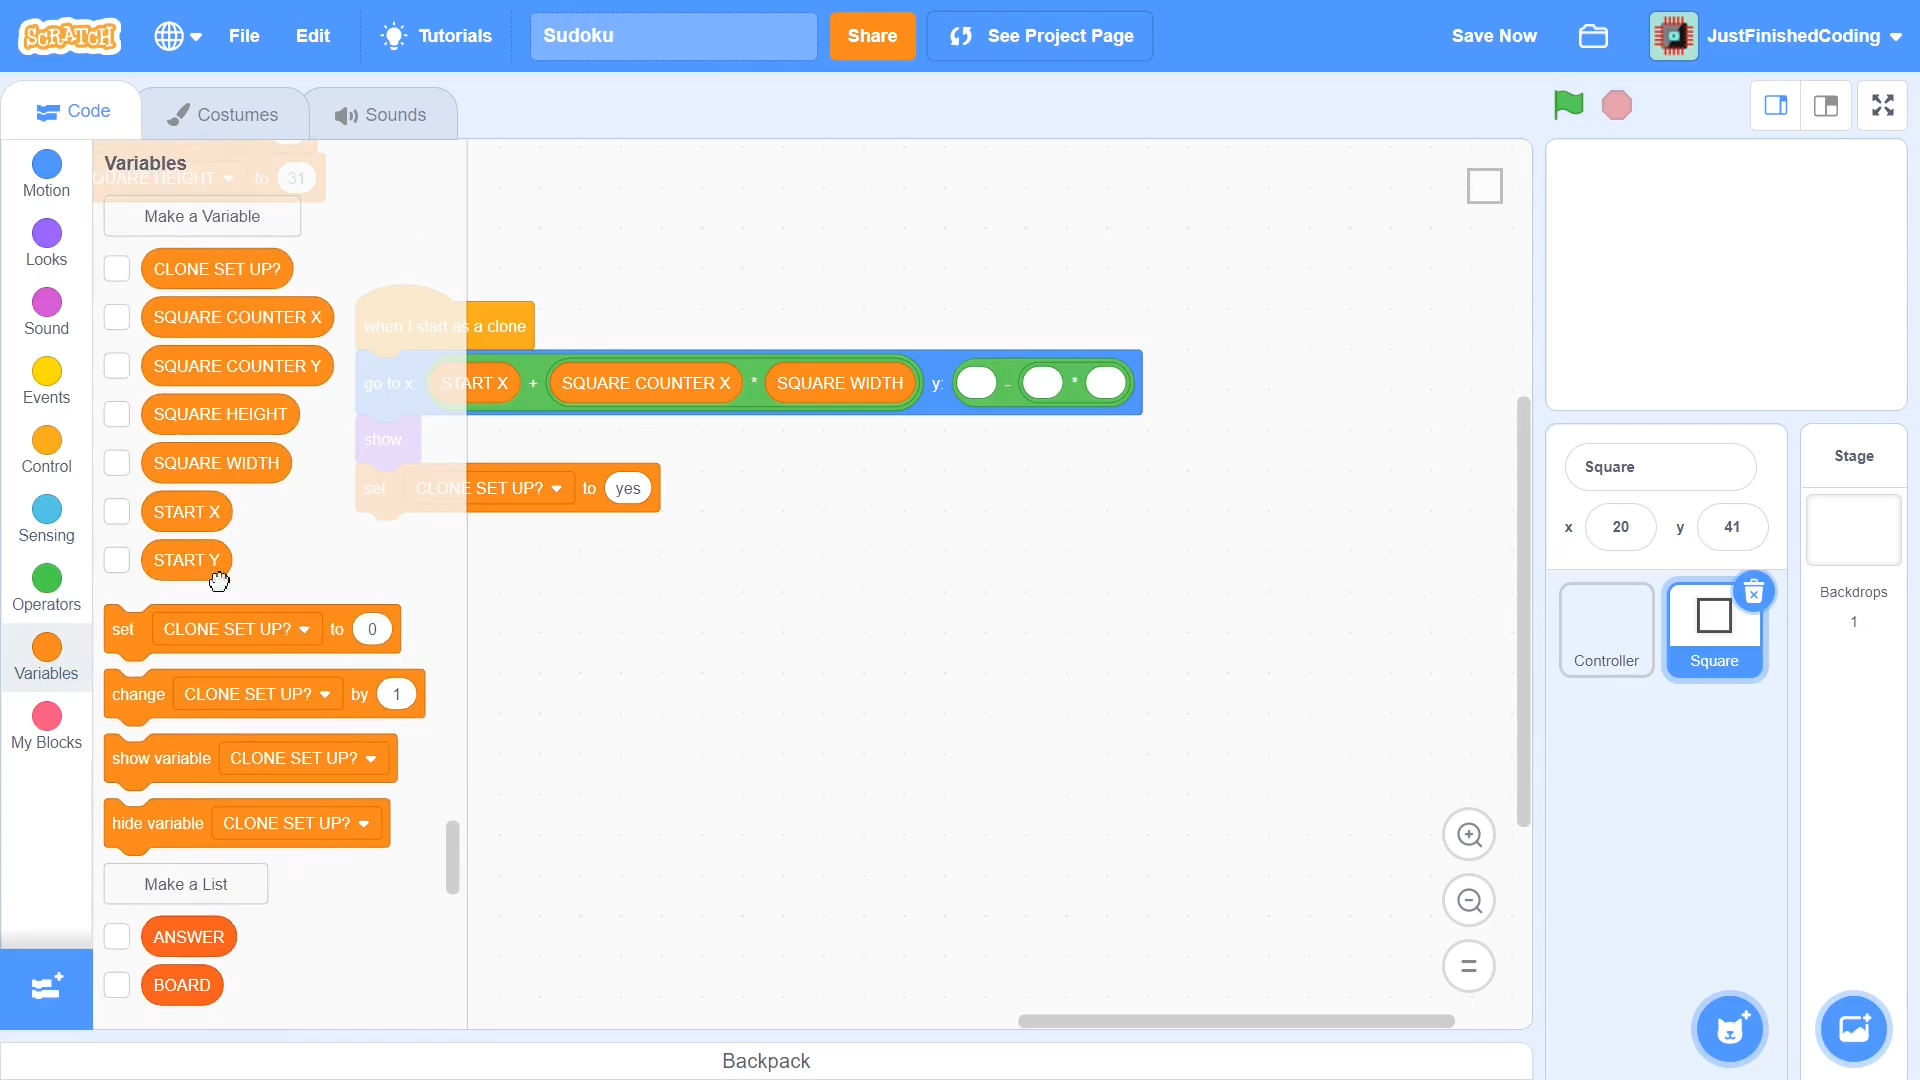 SCRATCH
File
Edit
Tutorials
Sudoku
Share
See Project Page
Save Now
JustFinishedCoding
Code
Costumes
Sounds
Motion
Looks
Sound
Events
Control
Sensing
Operators
Variables
My Blocks
Variables
QUARE HEIGHT to 31
Make a Variable
CLONE SET UP?
SQUARE COUNTER X
SQUARE COUNTER Y
SQUARE HEIGHT
SQUARE WIDTH
START X
START Y
set CLONE SET UP? to 0
change CLONE SET UP? by 1
show variable CLONE SET UP?
hide variable CLONE SET UP?
Make a List
ANSWER
BOARD
when I start as a clone
go to x: START X + SQUARE COUNTER X * SQUARE WIDTH y: - *
show
set CLONE SET UP? to yes
Square
x 20 y 41
Controller
Square
Stage
Backdrops
1
Backpack